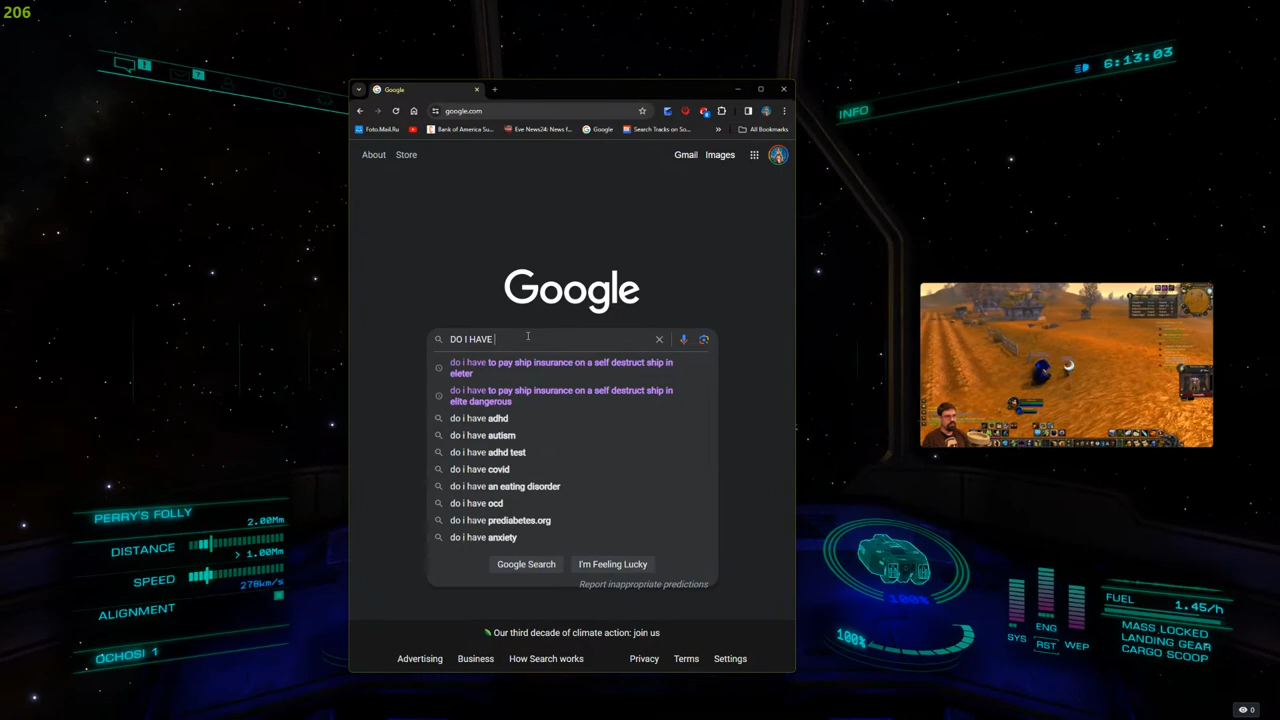 206
6:13:03
INFO
Google
google.com
Foto.Mail.Ru
Bank of America Su...
Eve News24: News f...
Google
Search Tracks on So...
All Bookmarks
About
Store
Gmail
Images
Google
DO I HAVE
do i have to pay ship insurance on a self destruct ship in
eleter
do i have to pay ship insurance on a self destruct ship in
elite dangerous
do i have adhd
do i have autism
do i have adhd test
do i have covid
do i have an eating disorder
do i have ocd
do i have prediabetes.org
do i have anxiety
Google Search
I'm Feeling Lucky
Report inappropriate predictions
Our third decade of climate action: join us
Advertising
Business
How Search works
Privacy
Terms
Settings
PERRY'S FOLLY
2.00Mm
DISTANCE
> 1.00Mm
SPEED
278km/s
ALIGNMENT
OCHOSI 1
100%
100%
SYS
ENG
RST
WEP
FUEL
1.45/h
MASS LOCKED
LANDING GEAR
CARGO SCOOP
0